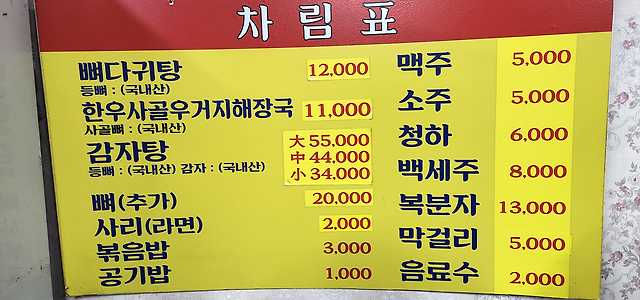 차림표
뼈다귀탕 12,000
등뼈 : (국내산)
한우사골우거지해장국 11,000
사골뼈 : (국내산)
감자탕 大 55,000
中 44,000
小 34,000
등뼈 : (국내산) 감자 : (국내산)
뼈(추가) 20,000
사리(라면) 2,000
볶음밥 3,000
공기밥 1,000
맥주 5,000
소주 5,000
청하 6,000
백세주 8,000
복분자 13,000
막걸리 5,000
음료수 2,000